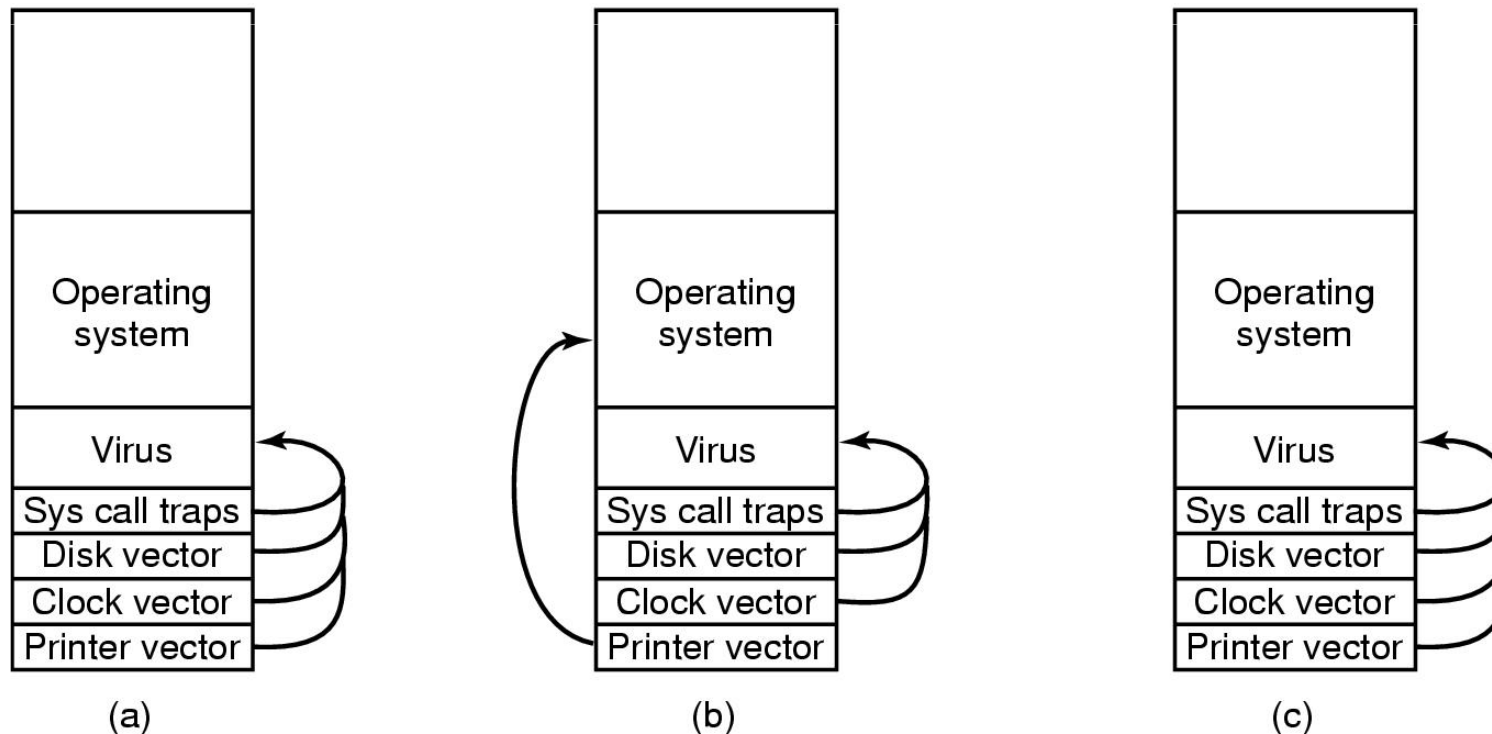 Operating
system
Virus
Sys call traps
Disk vector
Clock vector
Printer vector
(a)
Operating
system
Virus
Sys call traps
Disk vector
Clock vector
Printer vector
(b)
Operating
system
Virus
Sys call traps
Disk vector
Clock vector
Printer vector
(c)